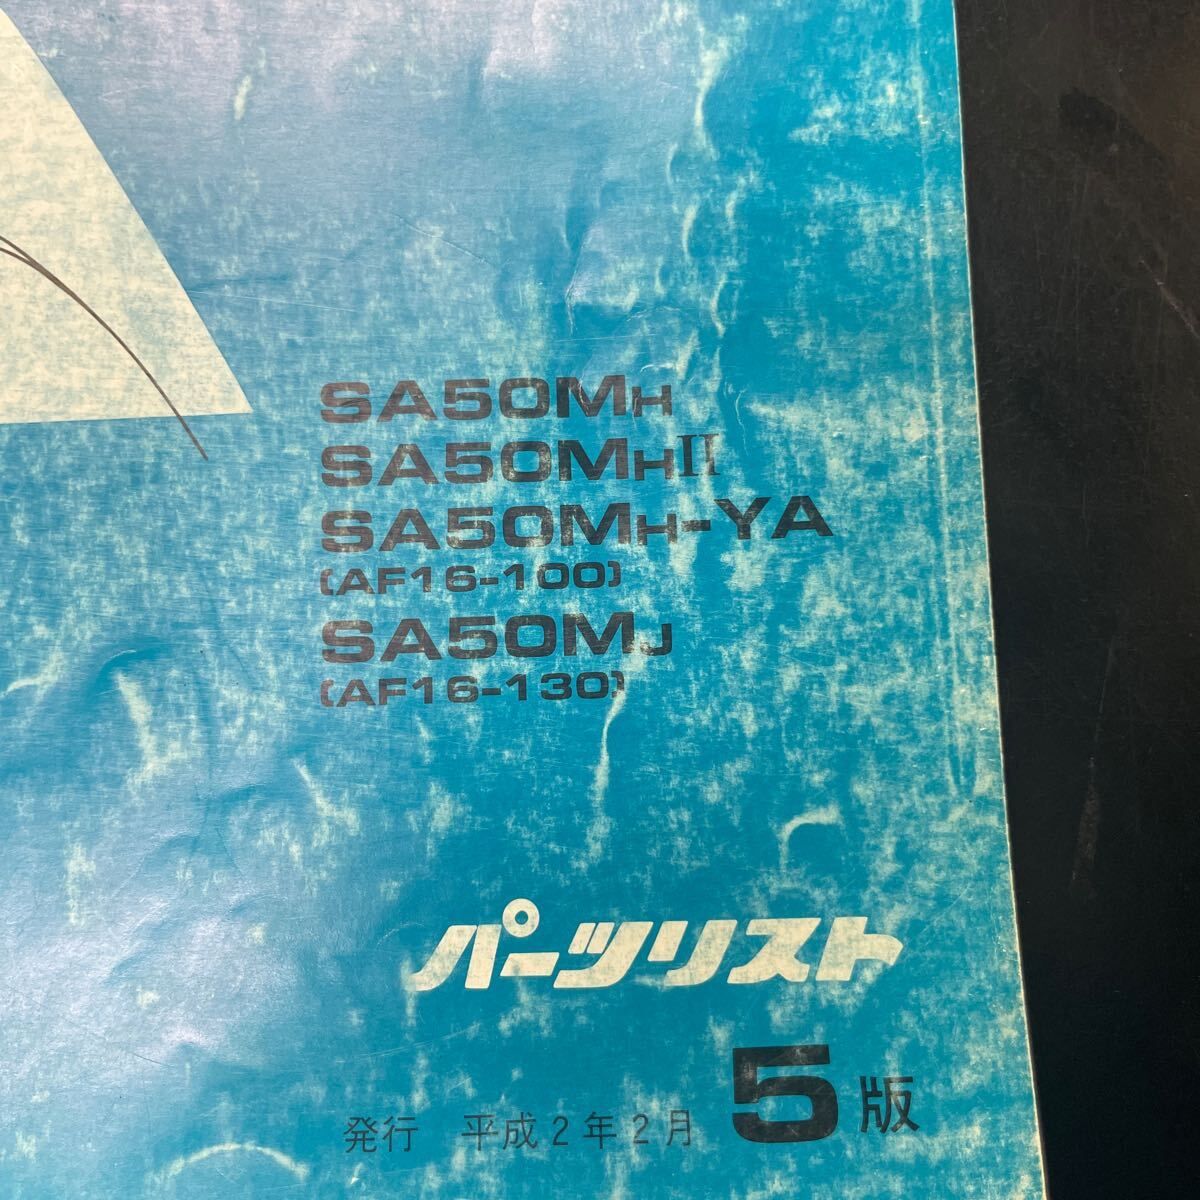 SA50MH
SA50MHII
SA50MH-YA
(AF16-100)
SA50MJ
(AF16-130)
パーツリスト
発行 平成2年2月 5版